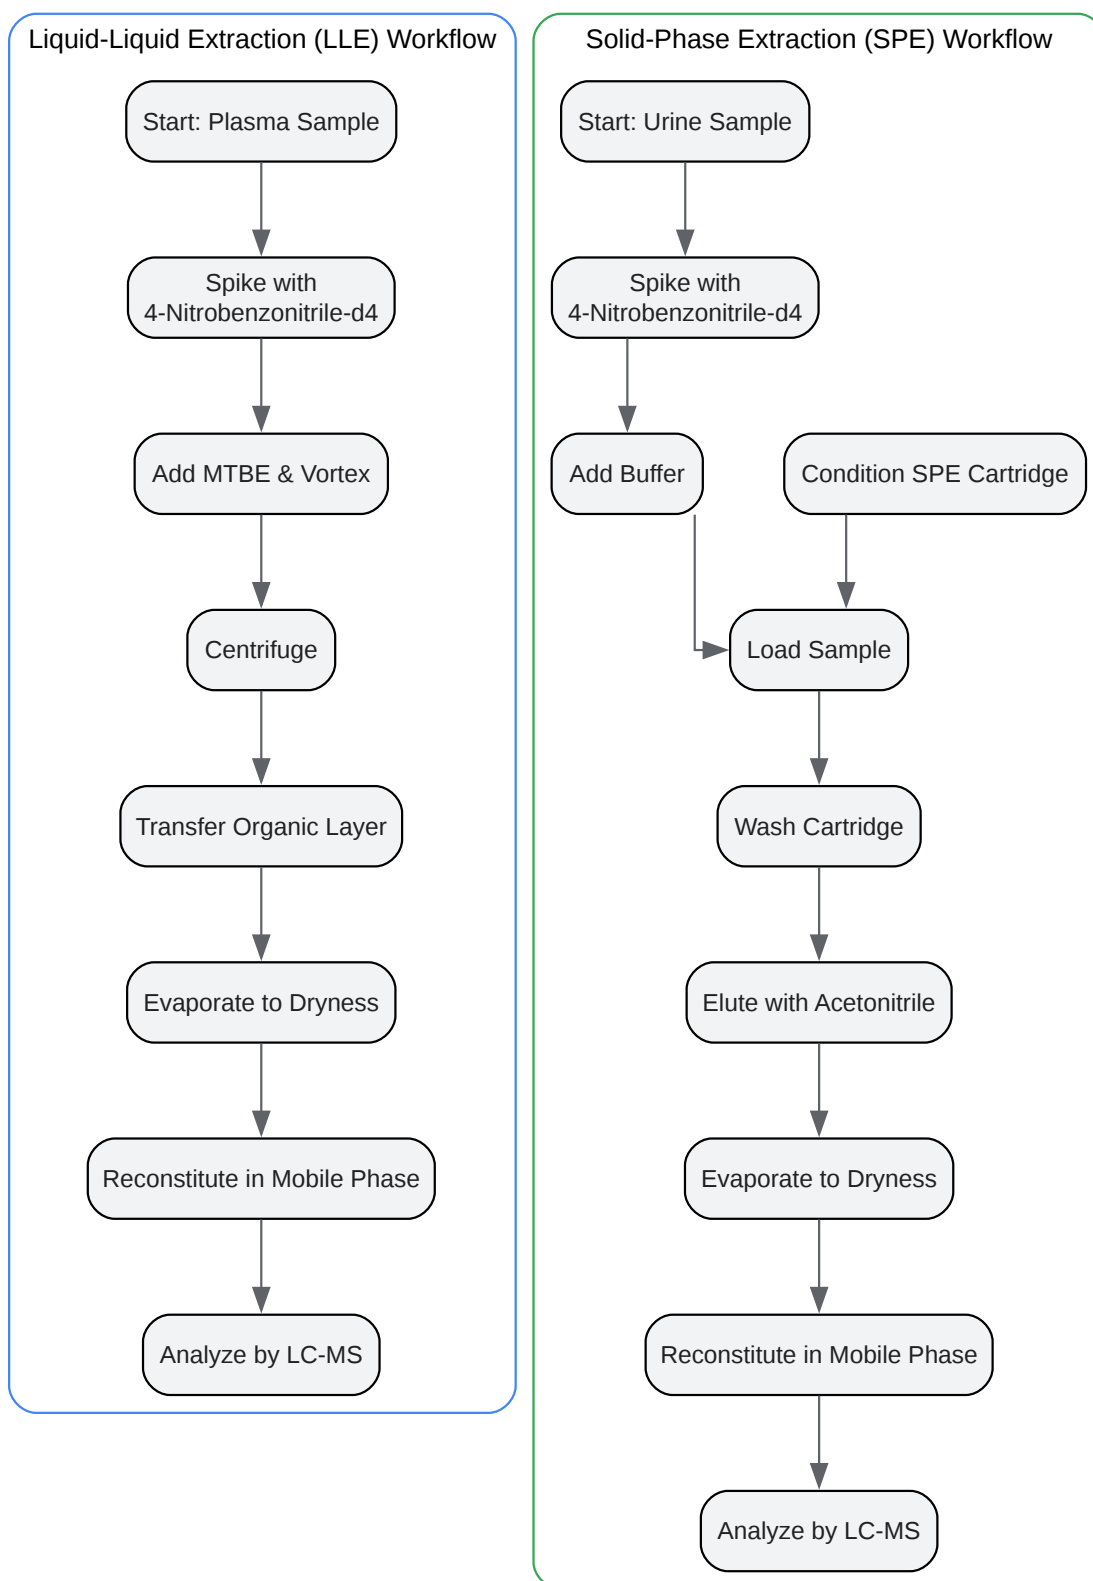 Liquid-Liquid Extraction (LLE) Workflow
Start: Plasma Sample
Spike with
4-Nitrobenzonitrile-d4
Add MTBE & Vortex
Centrifuge
Transfer Organic Layer
Evaporate to Dryness
Reconstitute in Mobile Phase
Analyze by LC-MS
Solid-Phase Extraction (SPE) Workflow
Start: Urine Sample
Spike with
4-Nitrobenzonitrile-d4
Add Buffer
Condition SPE Cartridge
Load Sample
Wash Cartridge
Elute with Acetonitrile
Evaporate to Dryness
Reconstitute in Mobile Phase
Analyze by LC-MS